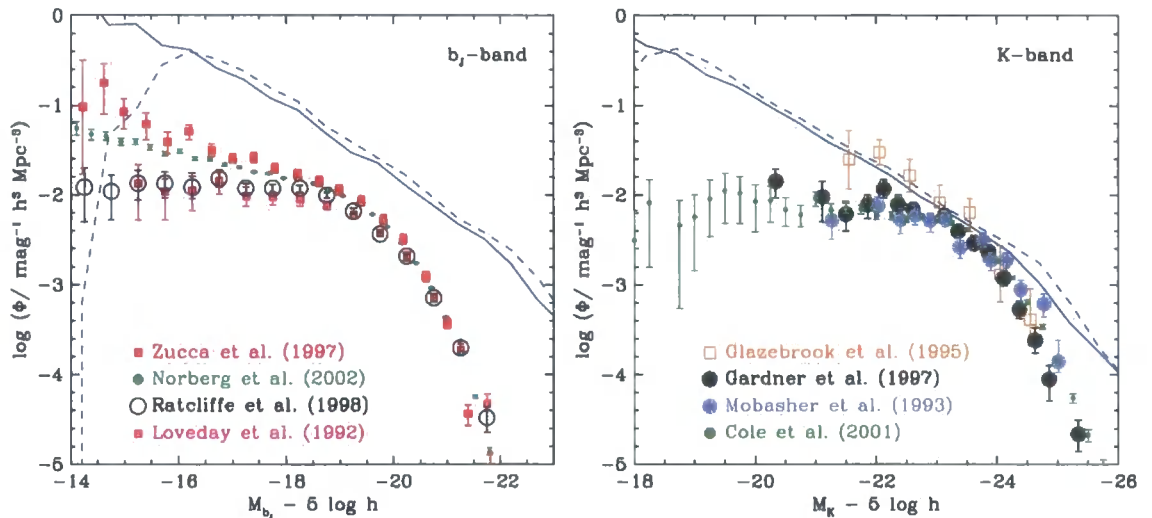 b_J-band
K-band
log (Φ/ mag⁻¹ h³ Mpc⁻³)
0
-1
-2
-3
-4
-5
Zucca et al. (1997)
Norberg et al. (2002)
Ratcliffe et al. (1998)
Loveday et al. (1992)
-14
-16
-18
-20
-22
M_bJ - 5 log h
log (Φ/ mag⁻¹ h³ Mpc⁻³)
0
-1
-2
-3
-4
-5
Glazebrook et al. (1995)
Gardner et al. (1997)
Mobasher et al. (1993)
Cole et al. (2001)
-18
-20
-22
-24
-26
M_K - 5 log h